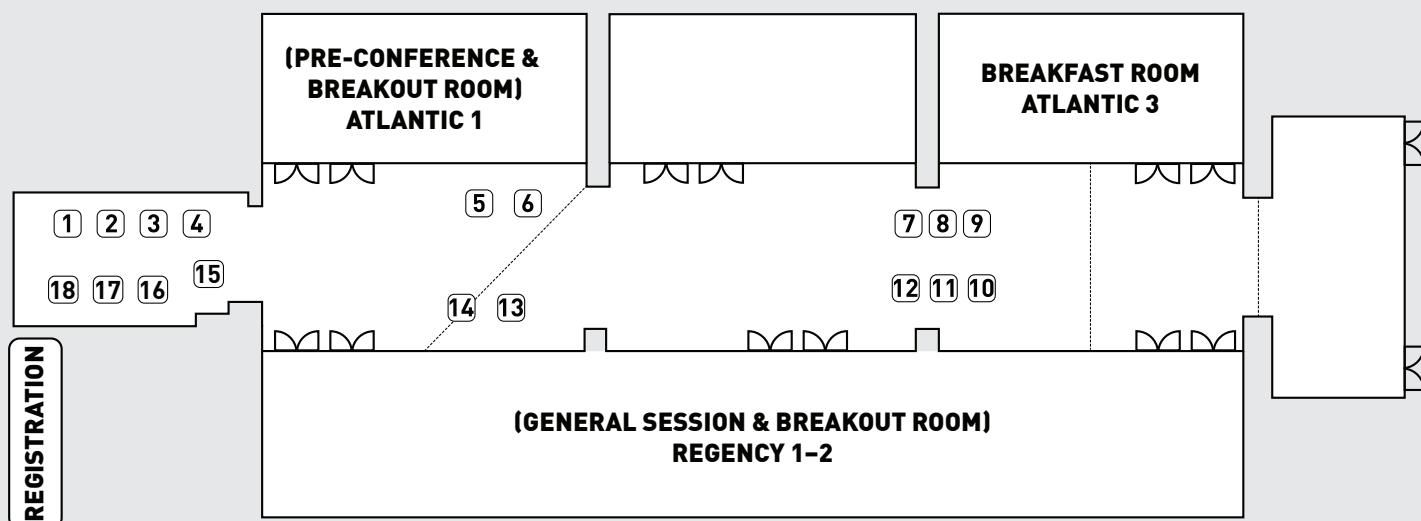 (PRE-CONFERENCE &
BREAKOUT ROOM)
ATLANTIC 1
BREAKFAST ROOM
ATLANTIC 3
1 2 3 4
5 6
7 8 9
18 17 16 15
14 13
12 11 10
REGISTRATION
(GENERAL SESSION & BREAKOUT ROOM)
REGENCY 1–2